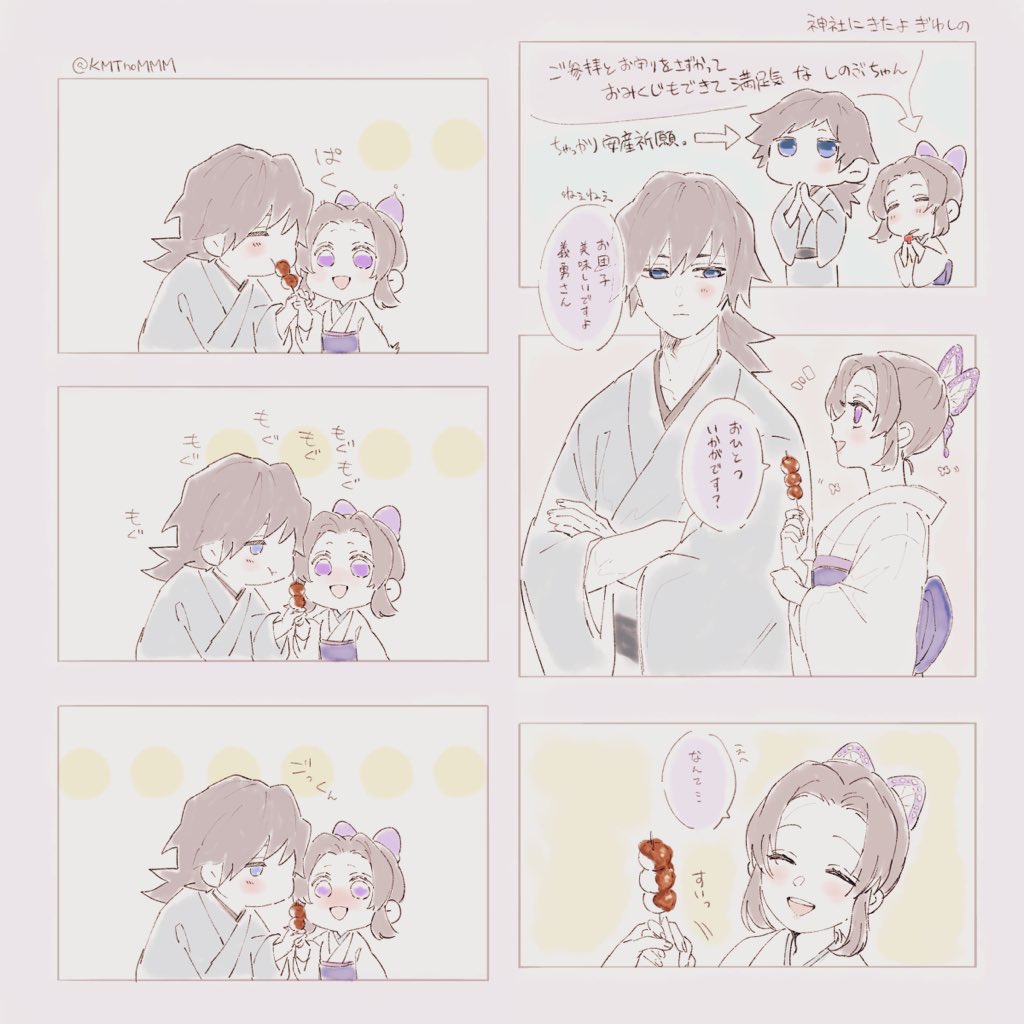 神社にきたよ ぎゆしの
ご参拝とお守りをさずかって
おみくじもできて満足気な しのぶちゃん
ちゃっかり安産祈願。
ねぇねぇ
お団子
美味しいですよ
義勇さん
おひとつ
いかがです?
なんて…
すいっ
@KMTnoMMM
ぱく
もぐ
もぐ
もぐ
もぐ
もぐ
もぐ
ごっくん